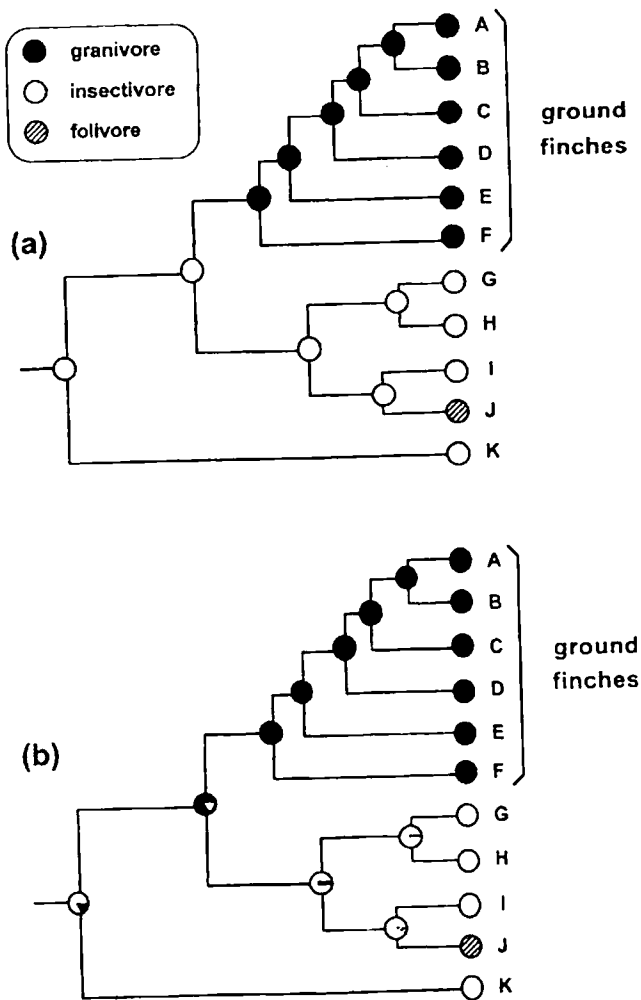 granivore
insectivore
folivore
(a)
A
B
C
D
E
F
ground
finches
G
H
I
J
K
(b)
A
B
C
D
E
F
ground
finches
G
H
I
J
K